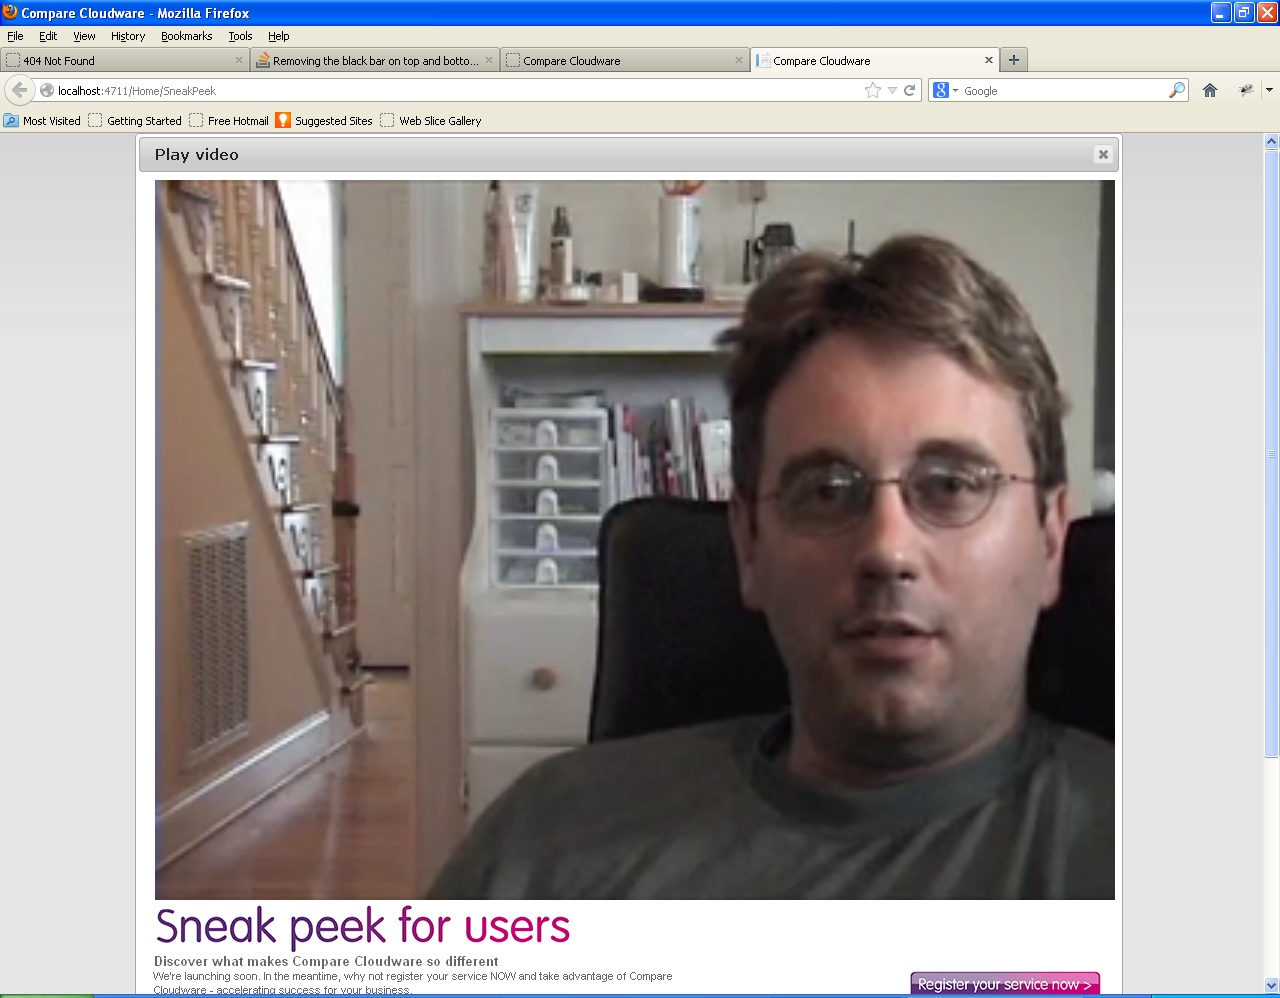 Compare Cloudware - Mozilla Firefox
File Edit View History Bookmarks Tools Help
404 Not Found
Removing the black bar on top and botto...
Compare Cloudware
Compare Cloudware
localhost:4711/Home/SneakPeek
Google
Most Visited Getting Started Free Hotmail Suggested Sites Web Slice Gallery
Play video
Sneak peek for users
Discover what makes Compare Cloudware so different
We're launching soon. In the meantime, why not register your service NOW and take advantage of Compare
Cloudware - accelerating success for your business.
Register your service now >